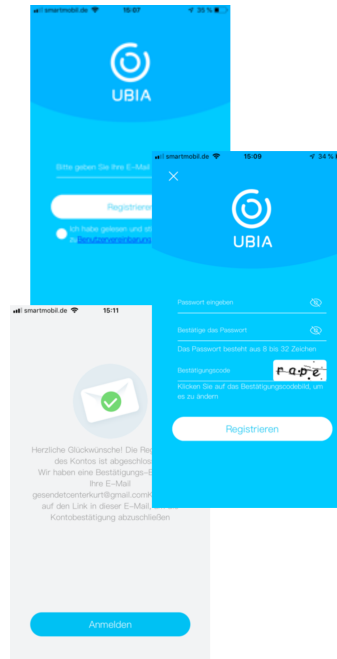 smartmobil.de
15:07
35 %
UBIA
Bitte geben Sie Ihre E-Mail
Registrieren
Ich habe gelesen und
zu Benutzervereinbarung
smartmobil.de
15:09
34 %
UBIA
Passwort eingeben
Bestätige das Passwort
Das Passwort besteht aus 8 bis 32 Zeichen
Bestätigungscode
rape
Klicken Sie auf das Bestätigungscodebild, um
es zu ändern
Registrieren
smartmobil.de
15:11
Herzliche Glückwünsche! Die Reg
des Kontos ist abgeschlos
Wir haben eine Bestätigungs-E
Ihre E-Mail
gesendetcenterkurt@gmail.comK
auf den Link in dieser E-Mail,
Kontobestätigung abzuschließen
Anmelden